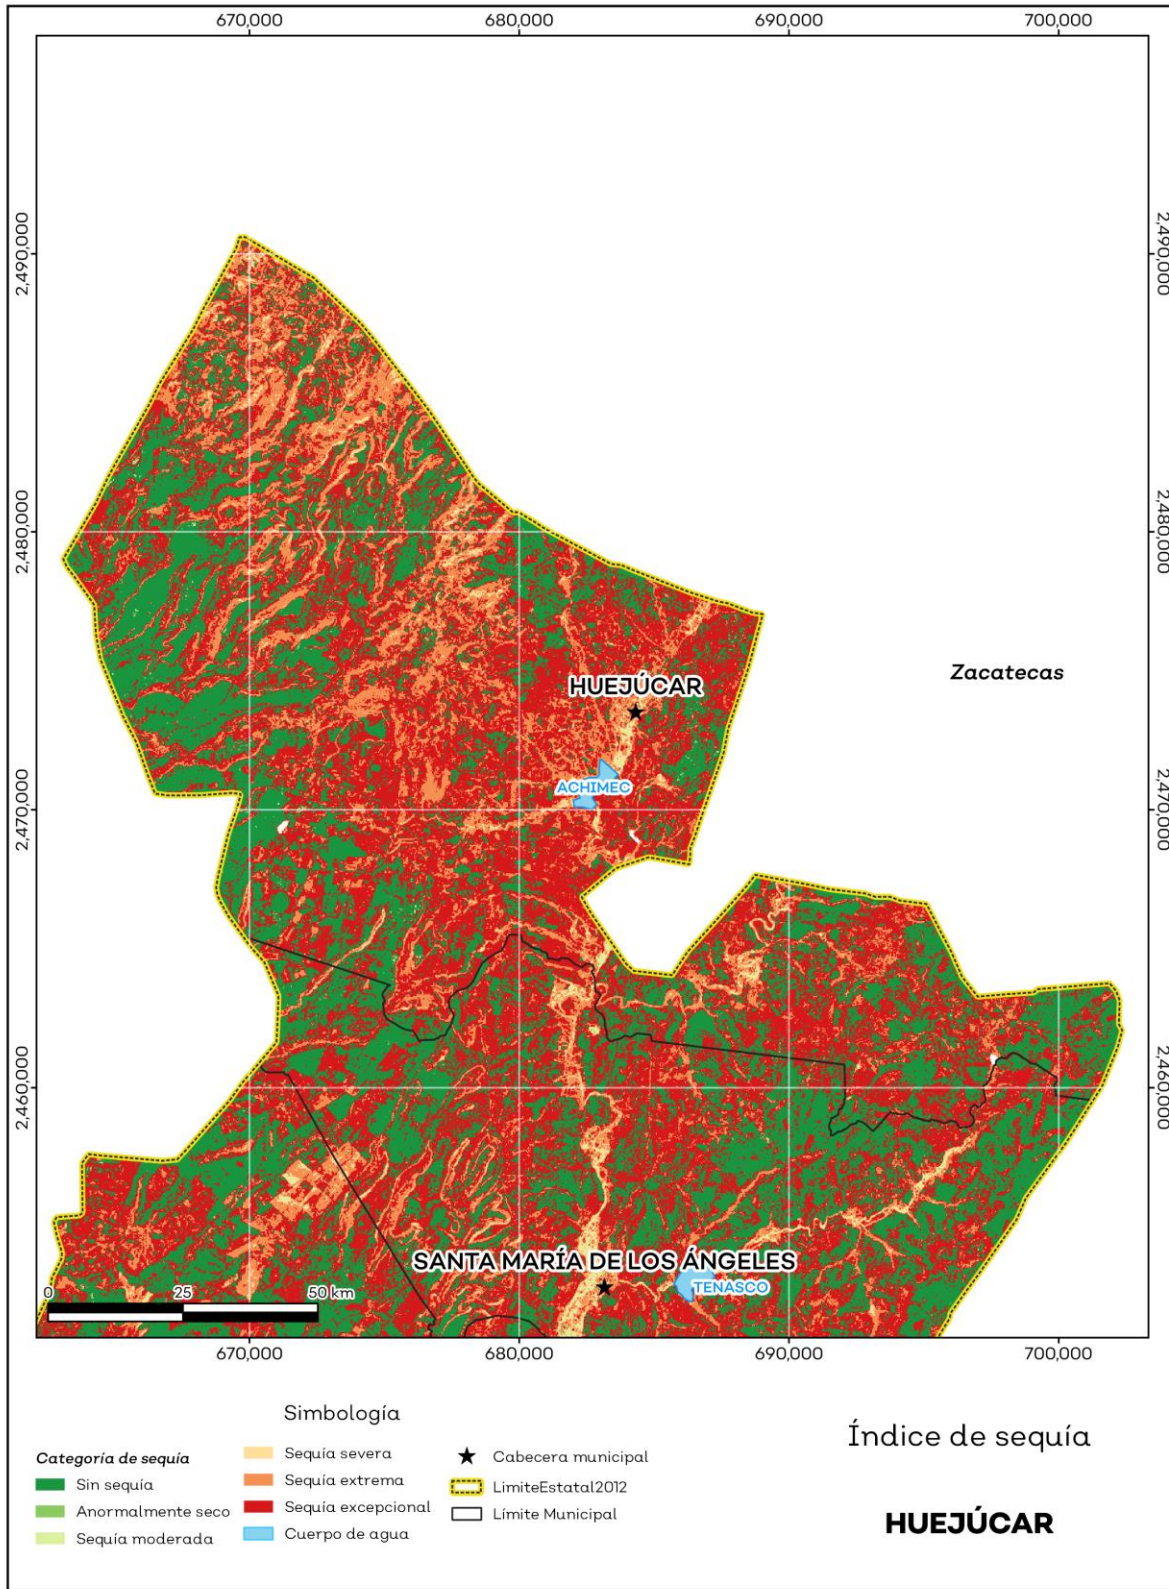 670,000
680,000
690,000
700,000
2,490,000
2,490,000
2,480,000
2,480,000
Zacatecas
HUEJÚCAR
ACHIMEC
2,470,000
2,470,000
2,460,000
2,460,000
SANTA MARÍA DE LOS ÁNGELES
TENASCO
0
25
50 km
670,000
680,000
690,000
700,000
Simbología
Categoría de sequía
Sin sequía
Anormalmente seco
Sequía moderada
Sequía severa
Sequía extrema
Sequía excepcional
Cuerpo de agua
Cabecera municipal
LimiteEstatal2012
Límite Municipal
Índice de sequía
HUEJÚCAR